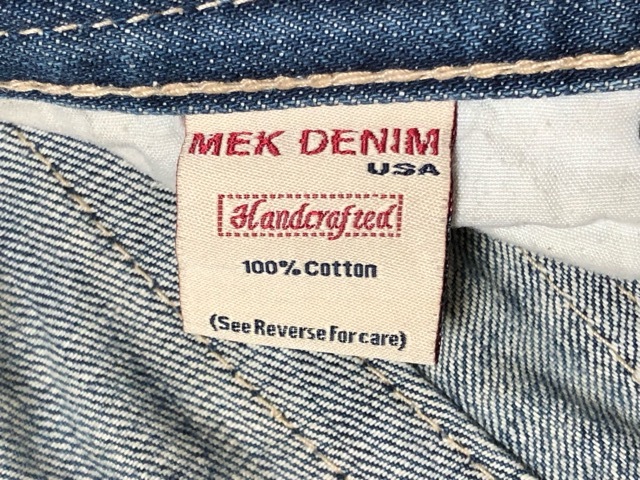 MEK DENIM
USA
Handcrafted
100% Cotton
(See Reverse For care)